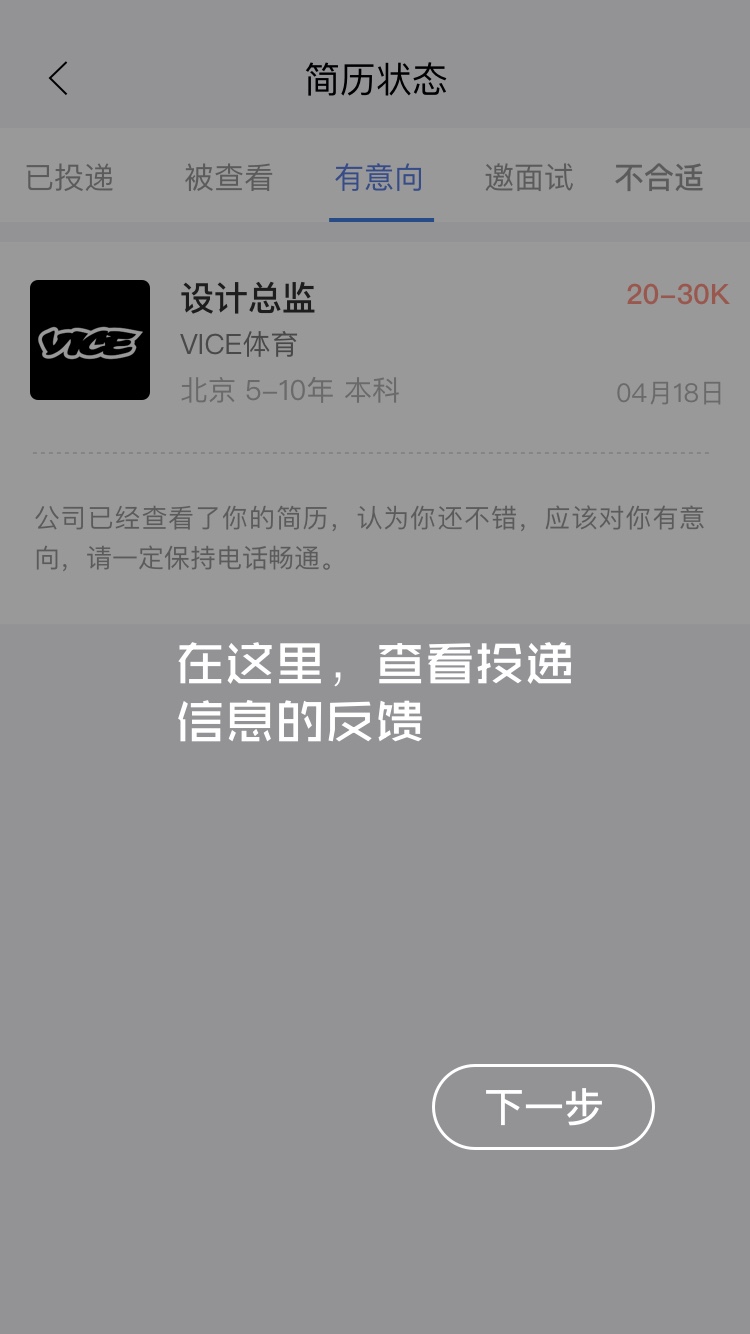 简历状态
已投递 被查看 有意向 邀面试 不合适
VICE
设计总监 20-30K
VICE体育
北京 5-10年 本科 04月18日
公司已经查看了你的简历，认为你还不错，应该对你有意
向，请一定保持电话畅通。
在这里，查看投递
信息的反馈
下一步